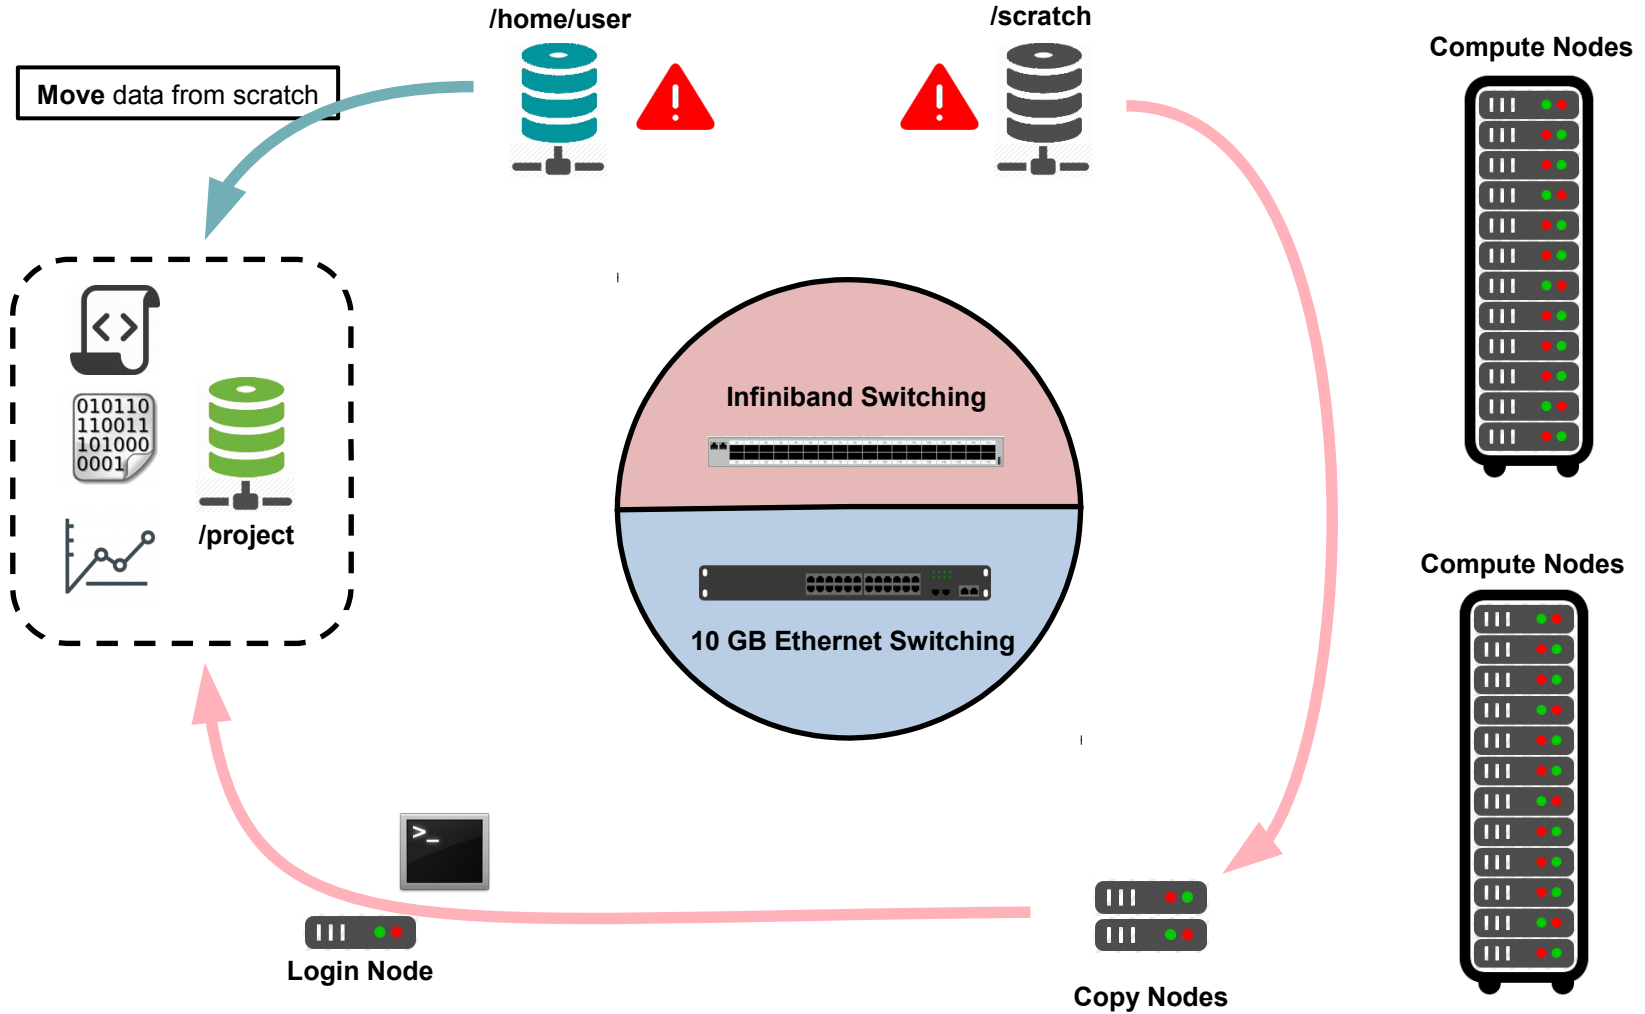 /home/user
/scratch
Compute Nodes
Move data from scratch
010110
110011
101000
0001
/project
Infiniband Switching
10 GB Ethernet Switching
Compute Nodes
>_
Login Node
Copy Nodes